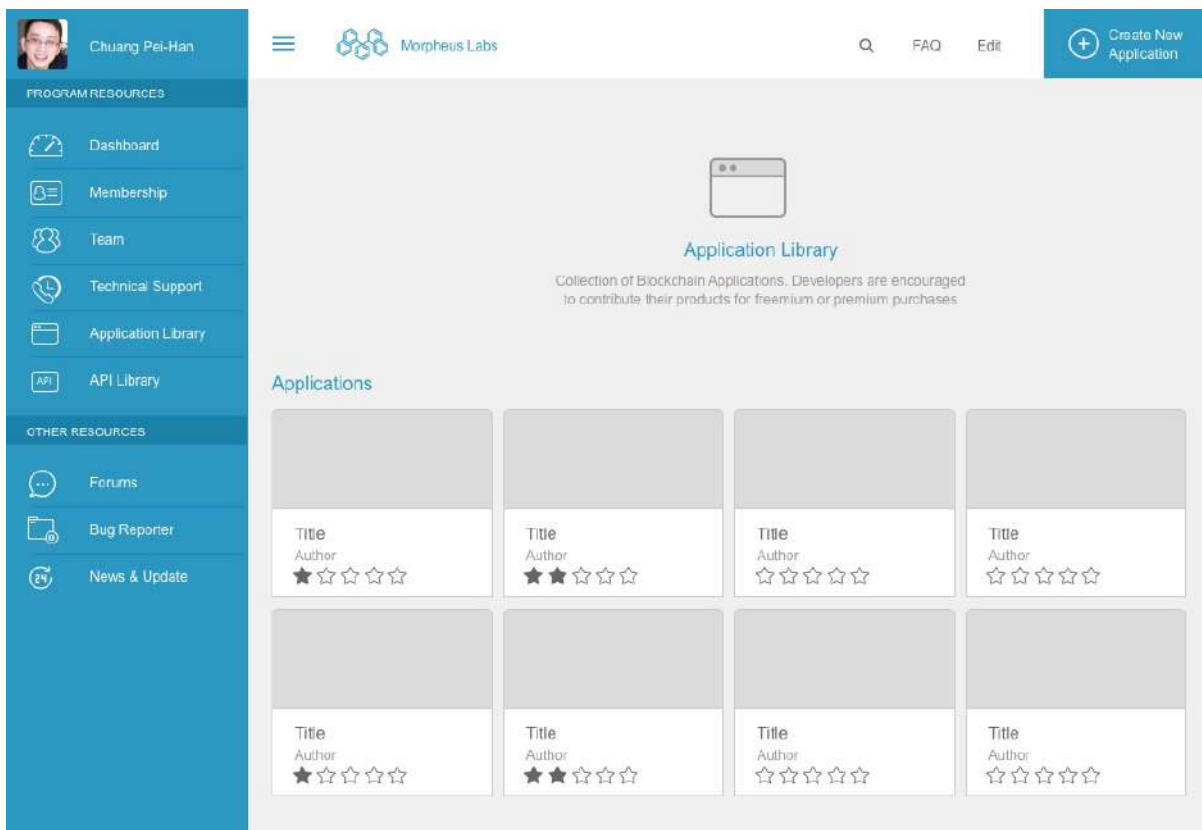 Chuang Pei-Han
Morpheus Labs
FAQ
Edit
Create New
Application
PROGRAM RESOURCES
Dashboard
Membership
Team
Technical Support
Application Library
API
API Library
OTHER RESOURCES
Forums
Bug Reporter
24
News & Update
Application Library
Collection of Blockchain Applications. Developers are encouraged
to contribute their products for freemium or premium purchases
Applications
Title
Author
Title
Author
Title
Author
Title
Author
Title
Author
Title
Author
Title
Author
Title
Author